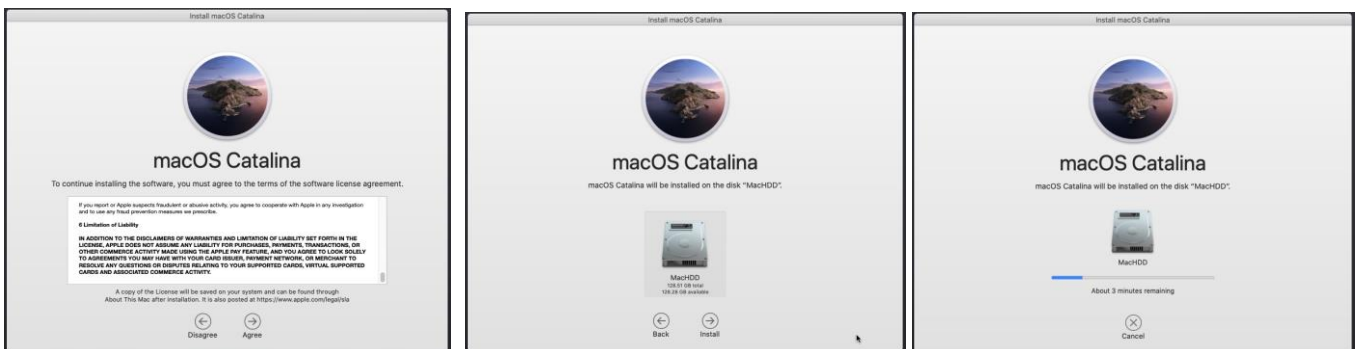 Install macOS Catalina
macOS Catalina
To continue installing the software, you must agree to the terms of the software license agreement.
If you report or Apple suspects fraudulent or abusive activity, you agree to cooperate with Apple in any investigation
and to use any fraud prevention measures we prescribe.
6 Limitation of Liability
IN ADDITION TO THE DISCLAIMERS OF WARRANTIES AND LIMITATION OF LIABILITY SET FORTH IN THE
LICENSE, APPLE DOES NOT ASSUME ANY LIABILITY FOR PURCHASES, PAYMENTS, TRANSACTIONS, OR
OTHER COMMERCE ACTIVITY MADE USING THE APPLE PAY FEATURE, AND YOU AGREE TO LOOK SOLELY
TO AGREEMENTS YOU MAY HAVE WITH YOUR CARD ISSUER, PAYMENT NETWORK, OR MERCHANT TO
RESOLVE ANY QUESTIONS OR DISPUTES RELATING TO YOUR SUPPORTED CARDS, VIRTUAL SUPPORTED
CARDS AND ASSOCIATED COMMERCE ACTIVITY.
A copy of the License will be saved on your system and can be found through
About This Mac after installation. It is also posted at https://www.apple.com/legal/sla
Disagree
Agree
Install macOS Catalina
macOS Catalina
macOS Catalina will be installed on the disk "MacHDD".
MacHDD
128.51 GB total
128.28 GB available
Back
Install
Install macOS Catalina
macOS Catalina
macOS Catalina will be installed on the disk "MacHDD".
MacHDD
About 3 minutes remaining
Cancel